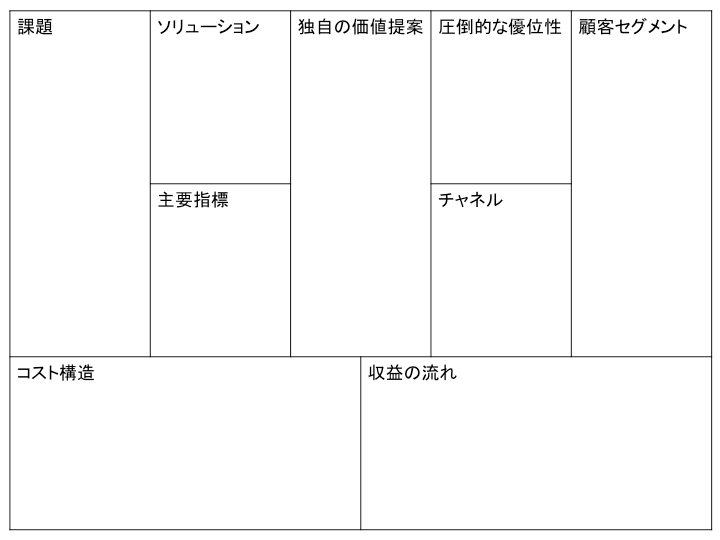 課題
ソリューション
独自の価値提案
圧倒的な優位性
顧客セグメント
主要指標
チャネル
コスト構造
収益の流れ